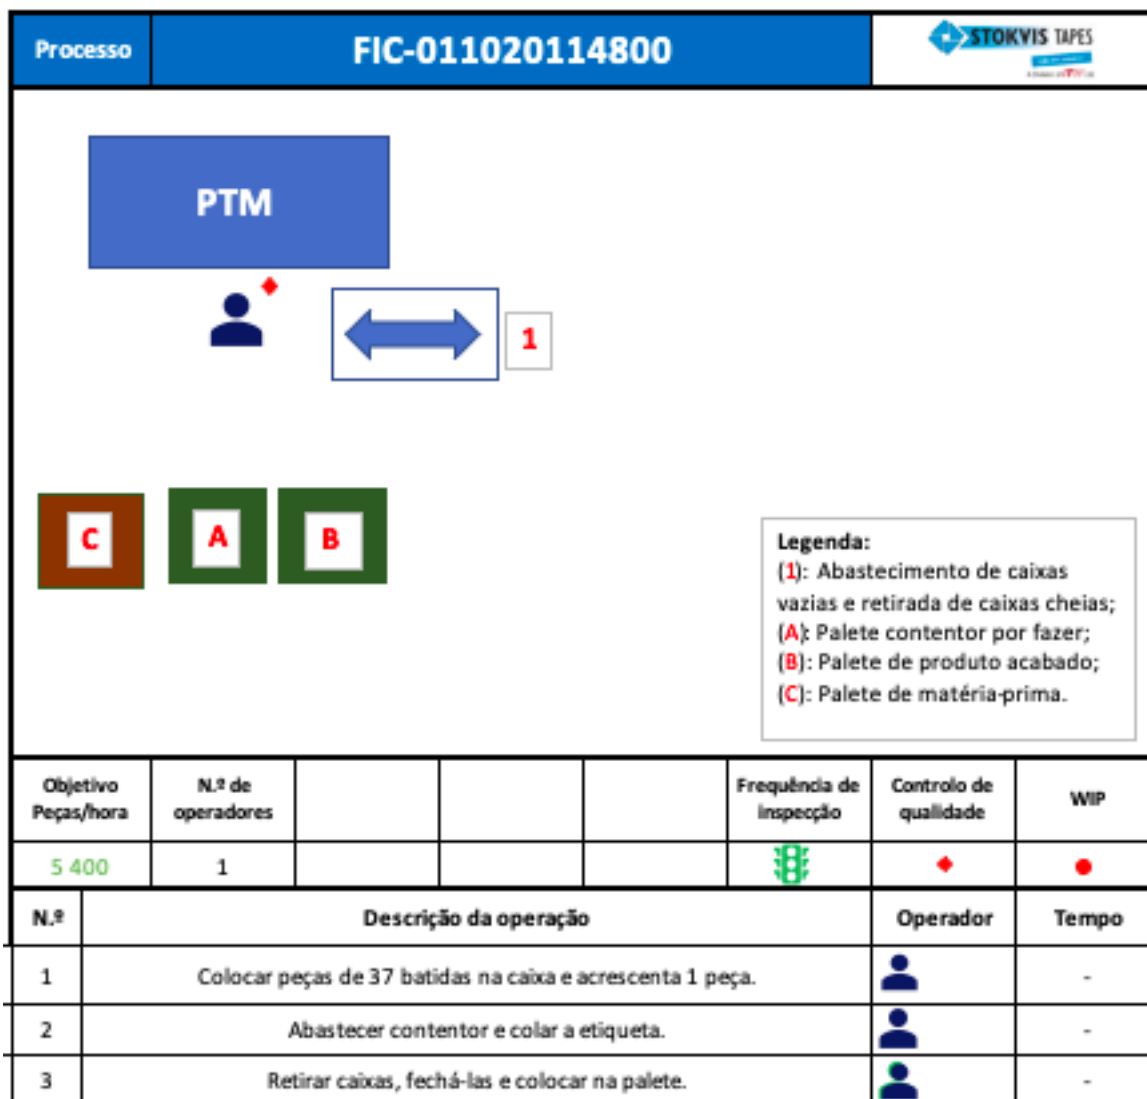 Processo
FIC-011020114800
STOKVIS TAPES
PTM
1
C
A
B
Legenda:
(1): Abastecimento de caixas
vazias e retirada de caixas cheias;
(A): Palete contentor por fazer;
(B): Palete de produto acabado;
(C): Palete de matéria-prima.
Objetivo
Peças/hora
N.º de
operadores
Frequência de
inspecção
Controlo de
qualidade
WIP
5 400
1
N.º
Descrição da operação
Operador
Tempo
1
Colocar peças de 37 batidas na caixa e acrescenta 1 peça.
-
2
Abastecer contentor e colar a etiqueta.
-
3
Retirar caixas, fechá-las e colocar na palete.
-